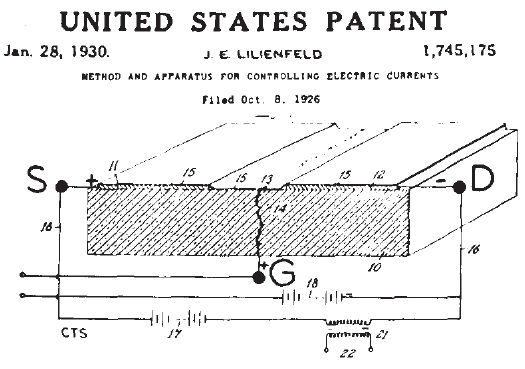 UNITED STATES PATENT
Jan. 28, 1930. J. E. LILIENFELD 1,745,175
METHOD AND APPARATUS FOR CONTROLLING ELECTRIC CURRENTS
Filed Oct. 8, 1926
S + 11 15 15 13 15 12 - D
14
16 16
+ G 10
18
CTS 17 21
22